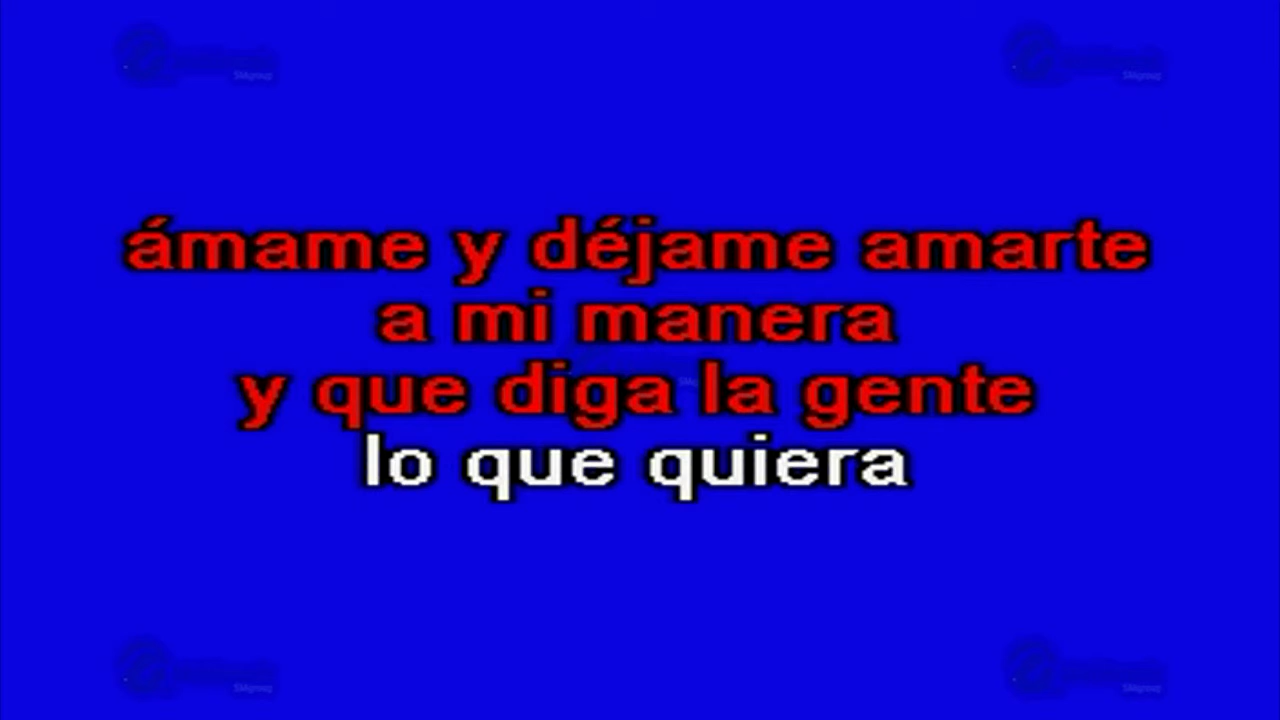 ámame y déjame amarte
a mi manera
y que diga la gente
lo que quiera